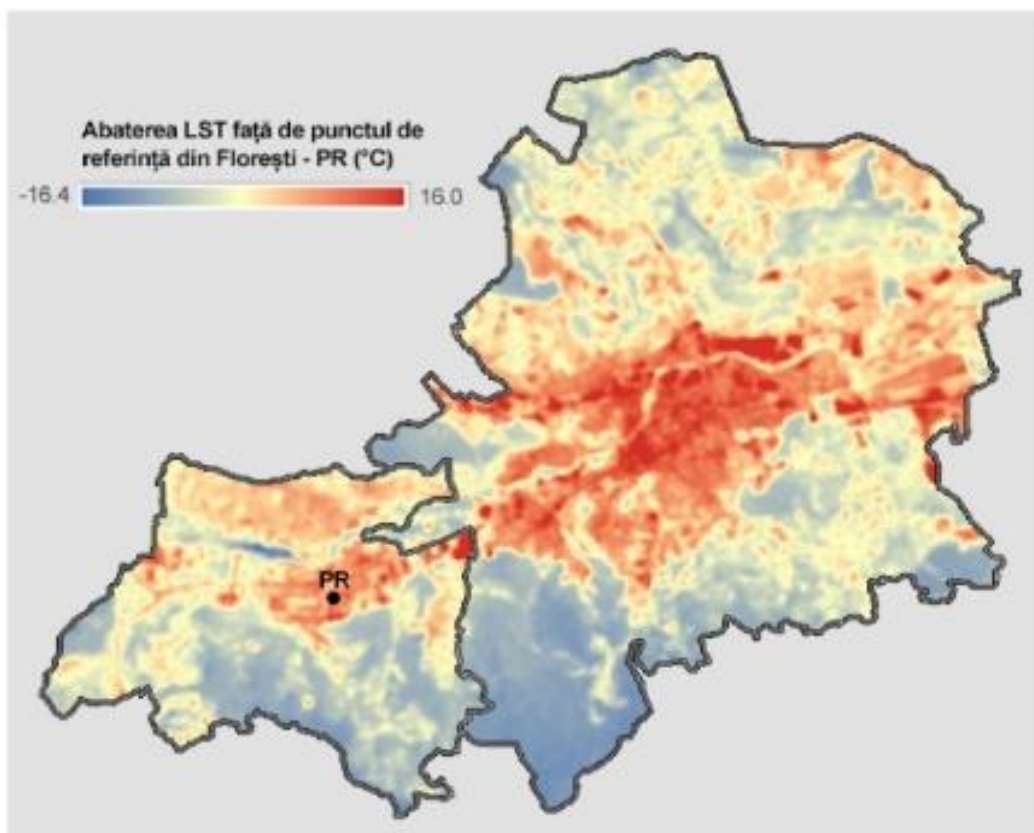 Abaterea LST față de punctul de
referință din Florești - PR (°C)
-16.4 16.0
PR